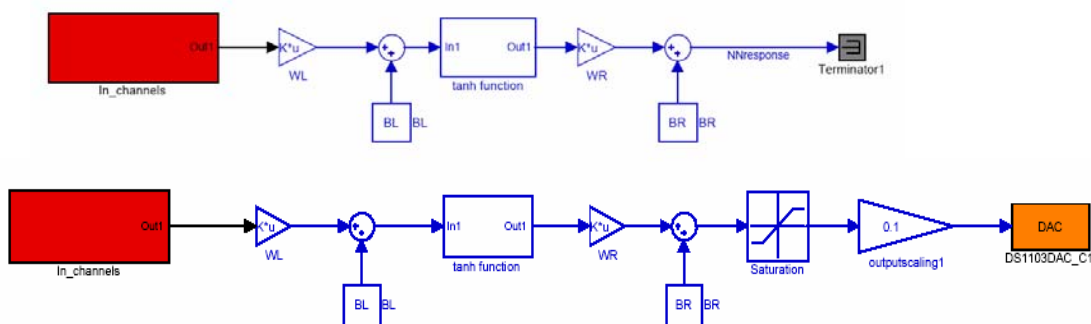 Out1
In_channels
K*u
WL
BL
BL
In1
Out1
tanh function
K*u
WR
BR
BR
NNresponse
Terminator1
Out1
In_channels
K*u
WL
BL
BL
In1
Out1
tanh function
K*u
WR
BR
BR
Saturation
0.1
outputscaling1
DAC
DS1103DAC_C1